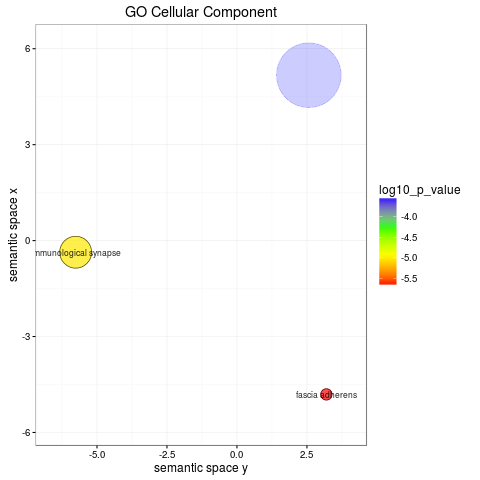 GO Cellular Component
6
3
0
-3
-6
semantic space x
nmunological synapse
fascia adherens
-5.0
-2.5
0.0
2.5
semantic space y
log10_p_value
-4.0
-4.5
-5.0
-5.5